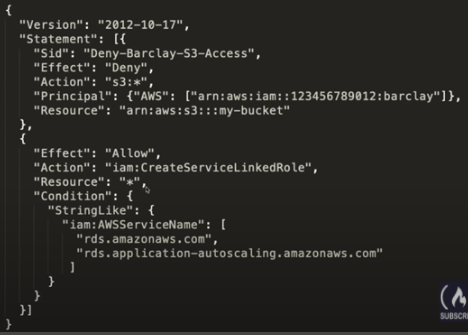 {
  "Version": "2012-10-17",
  "Statement": [{
    "Sid": "Deny-Barclay-S3-Access",
    "Effect": "Deny",
    "Action": "s3:*",
    "Principal": {"AWS": ["arn:aws:iam::123456789012:barclay"]},
    "Resource": "arn:aws:s3:::my-bucket"
  },
  {
    "Effect": "Allow",
    "Action": "iam:CreateServiceLinkedRole",
    "Resource": "*",
    "Condition": {
      "StringLike": {
        "iam:AWSServiceName": [
          "rds.amazonaws.com",
          "rds.application-autoscaling.amazonaws.com"
        ]
      }
    }
  }]
}